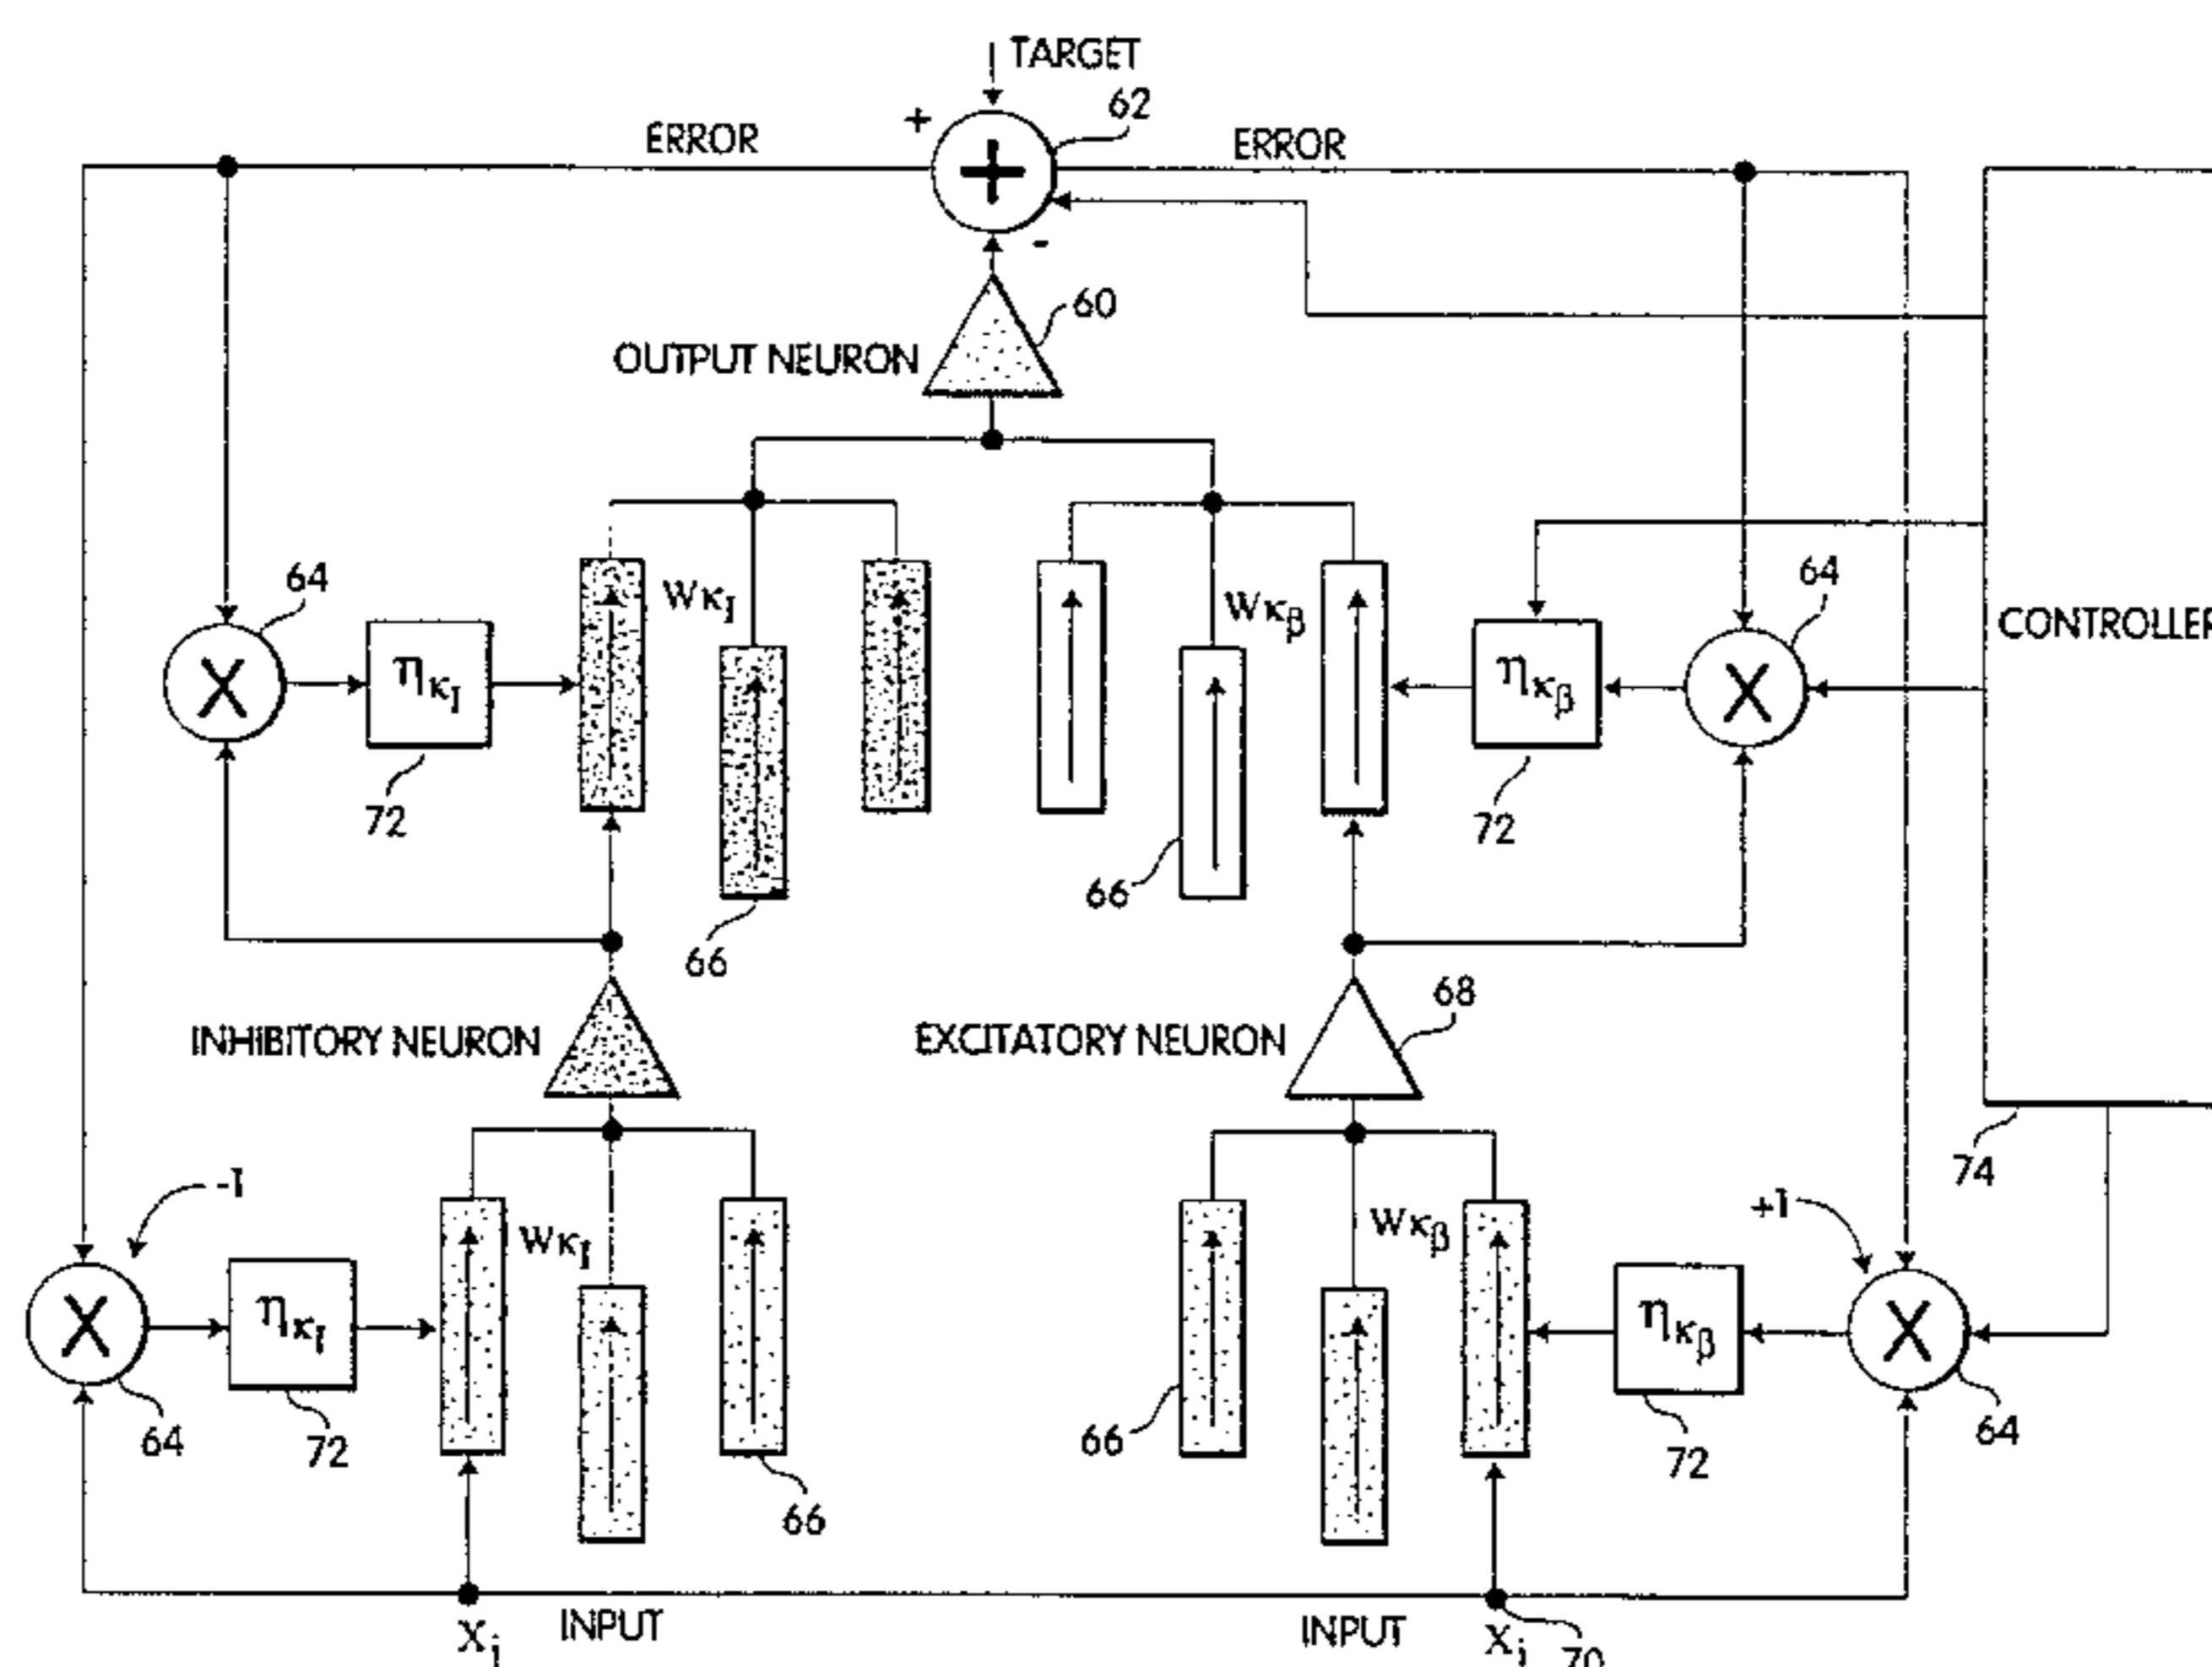 TARGET
+
62
ERROR
ERROR
+
-
60
OUTPUT NEURON
64
WκI
Wκβ
64
X
ηκI
ηκβ
X
CONTROLLER
72
72
66
66
INHIBITORY NEURON
EXCITATORY NEURON
68
74
-1
+1
WκI
Wκβ
X
ηκI
ηκβ
X
64
72
66
66
72
64
Xi
INPUT
INPUT
Xi
70